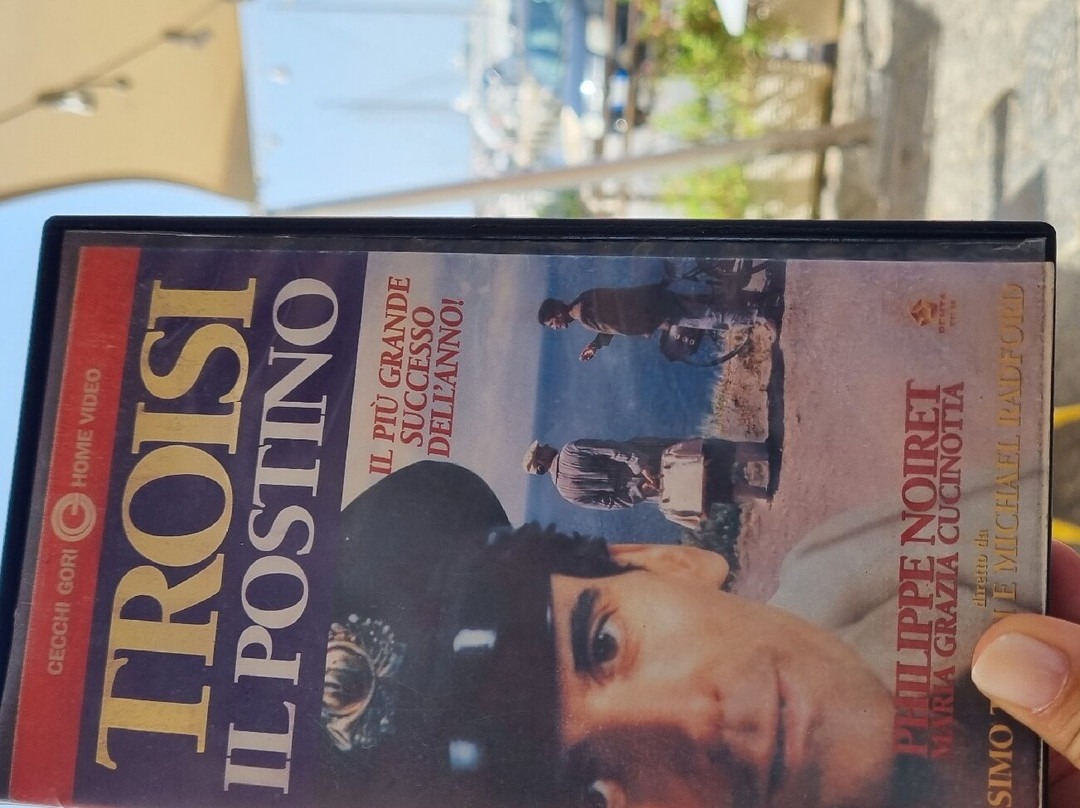 CECCHI GORI HOME VIDEO
TROISI
IL POSTINO
IL PIÙ GRANDE
SUCCESSO
DELL'ANNO!
PHILIPPE NOIRET
MARIA GRAZIA CUCINOTTA
diretto da
E MICHAEL RADFORD